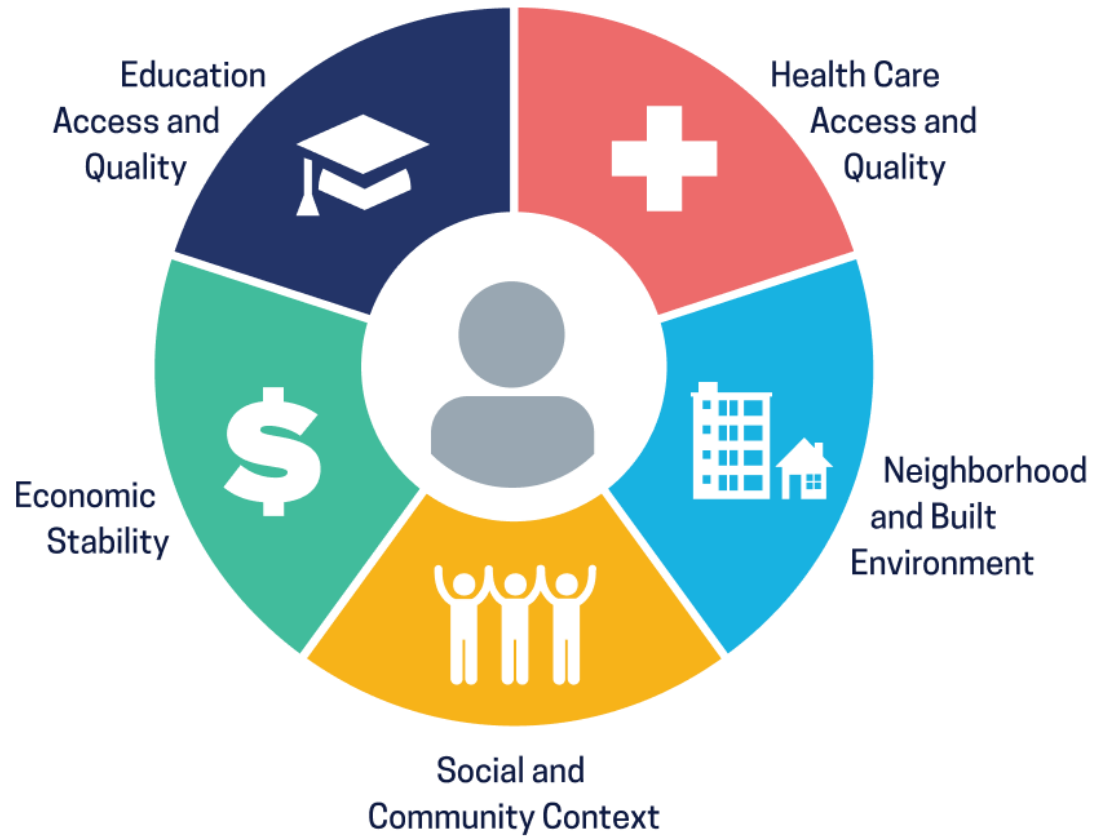 Education
Access and
Quality
Health Care
Access and
Quality
Economic
Stability
Neighborhood
and Built
Environment
Social and
Community Context